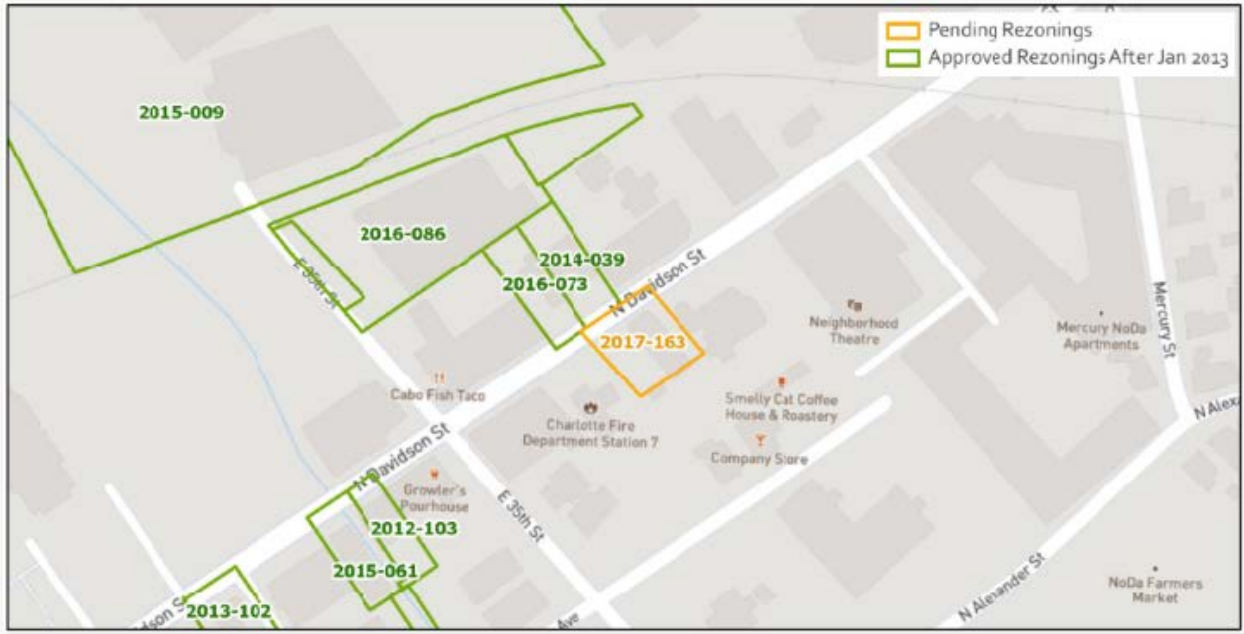 Pending Rezonings
Approved Rezonings After Jan 2013
2015-009
2016-086
E 35th St
2014-039
2016-073
N Davidson St
2017-163
Neighborhood
Theatre
Mercury NoDa
Apartments
Mercury St
Cabo Fish Taco
Smelly Cat Coffee
House & Roastery
Charlotte Fire
Department Station 7
Company Store
N Davidson St
Growler's
Pourhouse
E 35th St
2012-103
2015-061
2013-102
Ave
N Alexander St
NoDa Farmers
Market